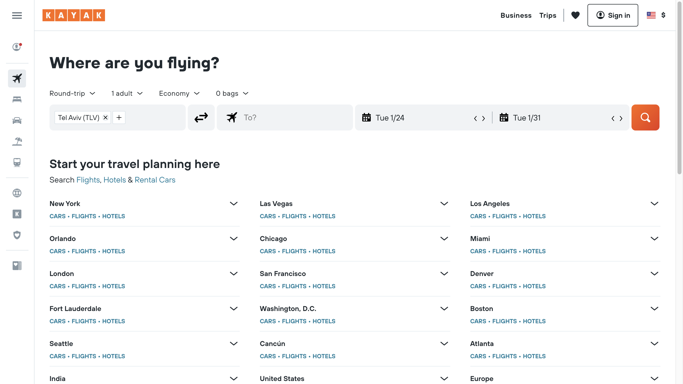 KAYAK
Business
Trips
Sign in
$
Where are you flying?
Round-trip
1 adult
Economy
0 bags
Tel Aviv (TLV)
To?
Tue 1/24
Tue 1/31
Start your travel planning here
Search Flights, Hotels & Rental Cars
New York
CARS • FLIGHTS • HOTELS
Las Vegas
CARS • FLIGHTS • HOTELS
Los Angeles
CARS • FLIGHTS • HOTELS
Orlando
CARS • FLIGHTS • HOTELS
Chicago
CARS • FLIGHTS • HOTELS
Miami
CARS • FLIGHTS • HOTELS
London
CARS • FLIGHTS • HOTELS
San Francisco
CARS • FLIGHTS • HOTELS
Denver
CARS • FLIGHTS • HOTELS
Fort Lauderdale
CARS • FLIGHTS • HOTELS
Washington, D.C.
CARS • FLIGHTS • HOTELS
Boston
CARS • FLIGHTS • HOTELS
Seattle
CARS • FLIGHTS • HOTELS
Cancún
CARS • FLIGHTS • HOTELS
Atlanta
CARS • FLIGHTS • HOTELS
India
United States
Europe